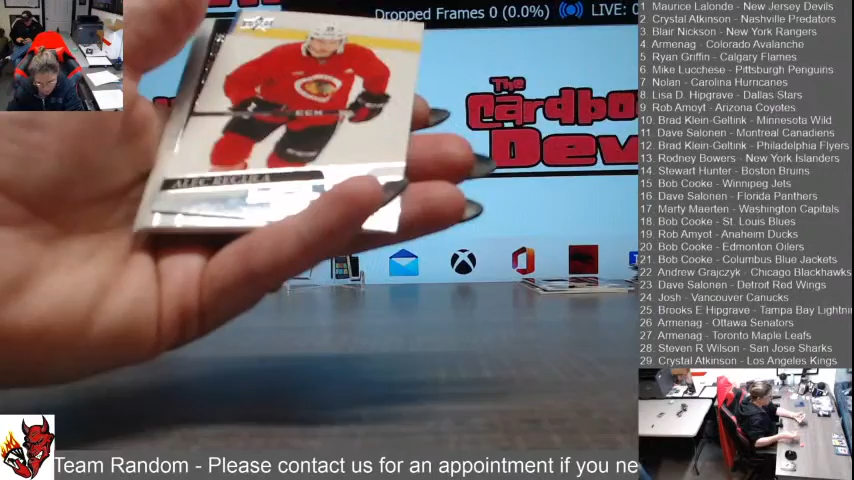 Dropped Frames 0 (0.0%) LIVE: 0
The
Cardbo
Dev
ALEC REGULA
CCM
1 Maurice Lalonde - New Jersey Devils
2 Crystal Atkinson - Nashville Predators
3 Blair Nickson - New York Rangers
4 Armenag - Colorado Avalanche
5 Ryan Griffin - Calgary Flames
6 Mike Lucchese - Pittsburgh Penguins
7 Nolan - Carolina Hurricanes
8 Lisa D. Hipgrave - Dallas Stars
9 Rob Amoyt - Arizona Coyotes
10 Brad Klein-Geltink - Minnesota Wild
11 Dave Salonen - Montreal Canadiens
12 Brad Klein-Geltink - Philadelphia Flyers
13 Rodney Bowers - New York Islanders
14 Stewart Hunter - Boston Bruins
15 Bob Cooke - Winnipeg Jets
16 Dave Salonen - Florida Panthers
17 Marty Maerten - Washington Capitals
18 Bob Cooke - St. Louis Blues
19 Rob Amyot - Anaheim Ducks
20 Bob Cooke - Edmonton Oilers
21 Bob Cooke - Columbus Blue Jackets
22 Andrew Grajczyk - Chicago Blackhawks
23 Dave Salonen - Detroit Red Wings
24 Josh - Vancouver Canucks
25 Brooks E Hipgrave - Tampa Bay Lightnin
26 Armenag - Ottawa Senators
27 Armenag - Toronto Maple Leafs
28 Steven R Wilson - San Jose Sharks
29 Crystal Atkinson - Los Angeles Kings
Team Random - Please contact us for an appointment if you ne